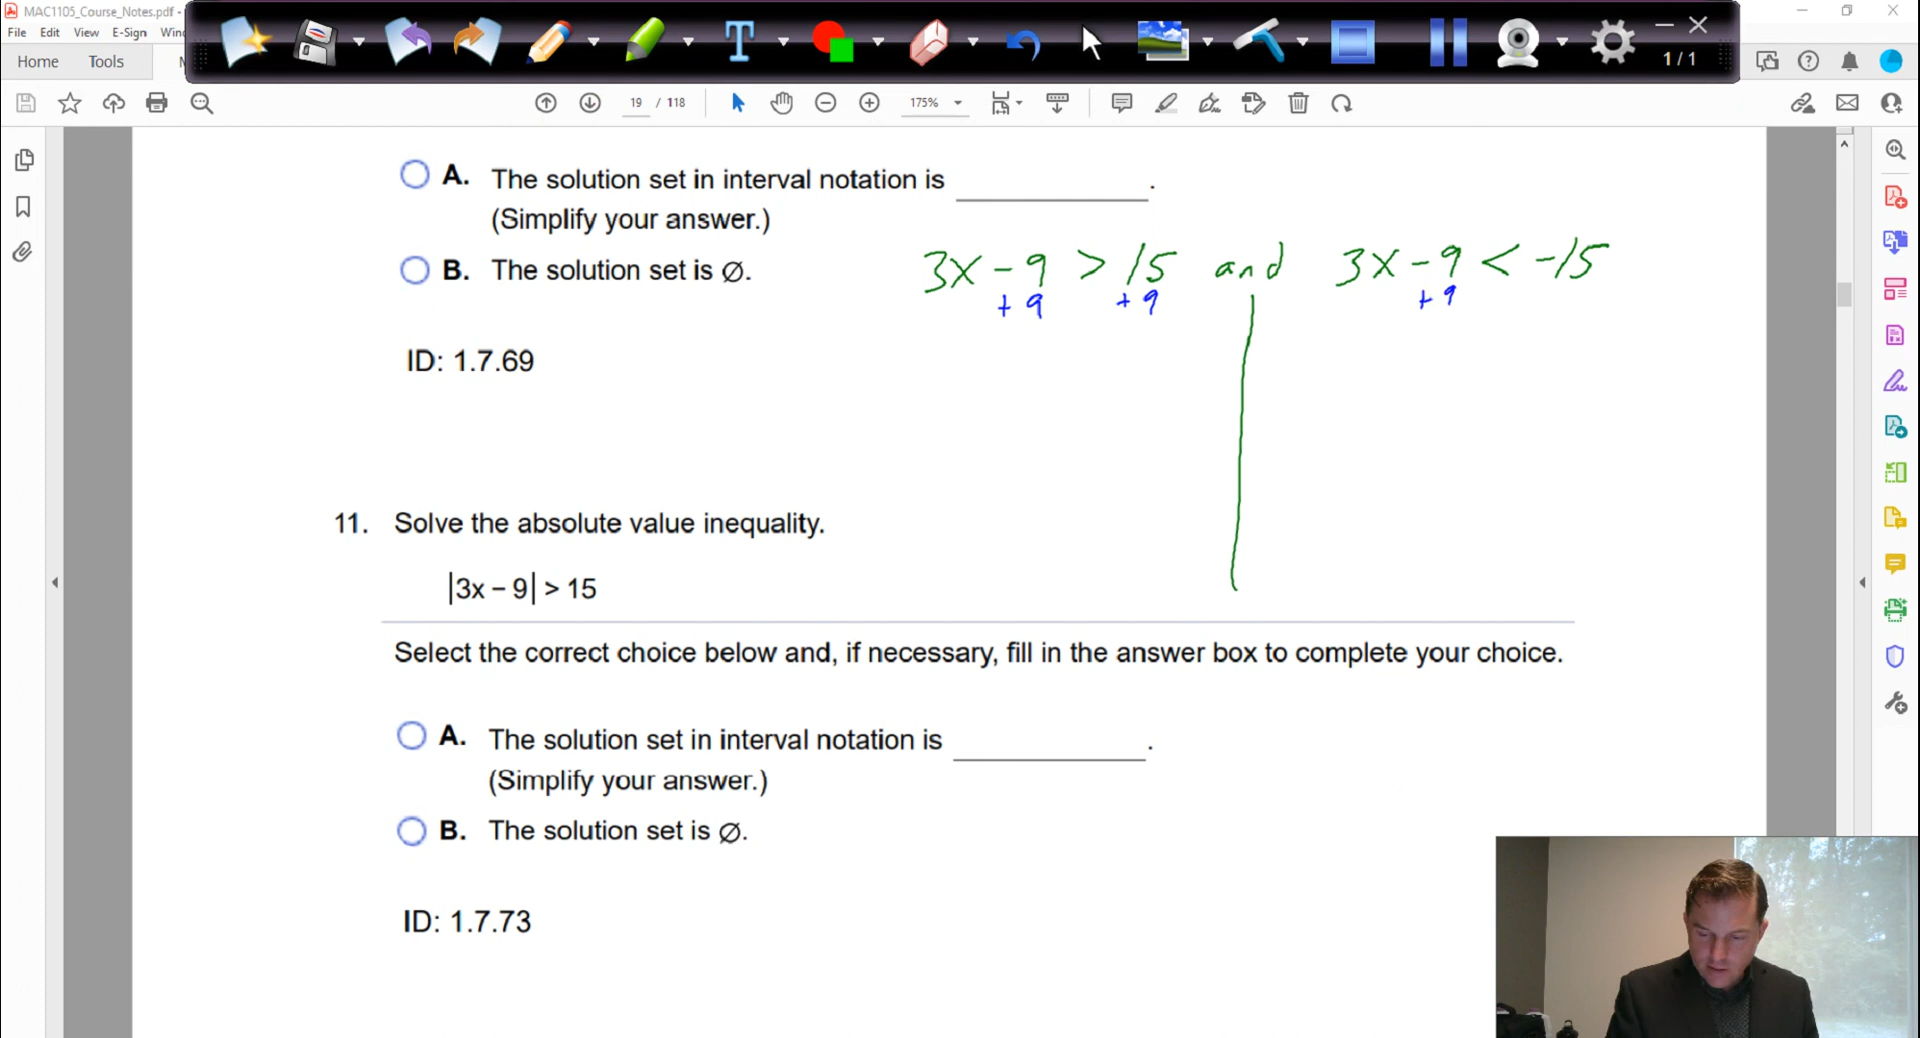 MAC1105_Course_Notes.pdf -
File Edit View E-Sign Win
1 / 1
Home Tools
19 / 118
175%
A. The solution set in interval notation is ____________ .
(Simplify your answer.)
B. The solution set is ∅.
3x - 9 > 15 and 3x - 9 < -15
+ 9 + 9 + 9
ID: 1.7.69
11. Solve the absolute value inequality.
|3x − 9| > 15
Select the correct choice below and, if necessary, fill in the answer box to complete your choice.
A. The solution set in interval notation is ____________ .
(Simplify your answer.)
B. The solution set is ∅.
ID: 1.7.73